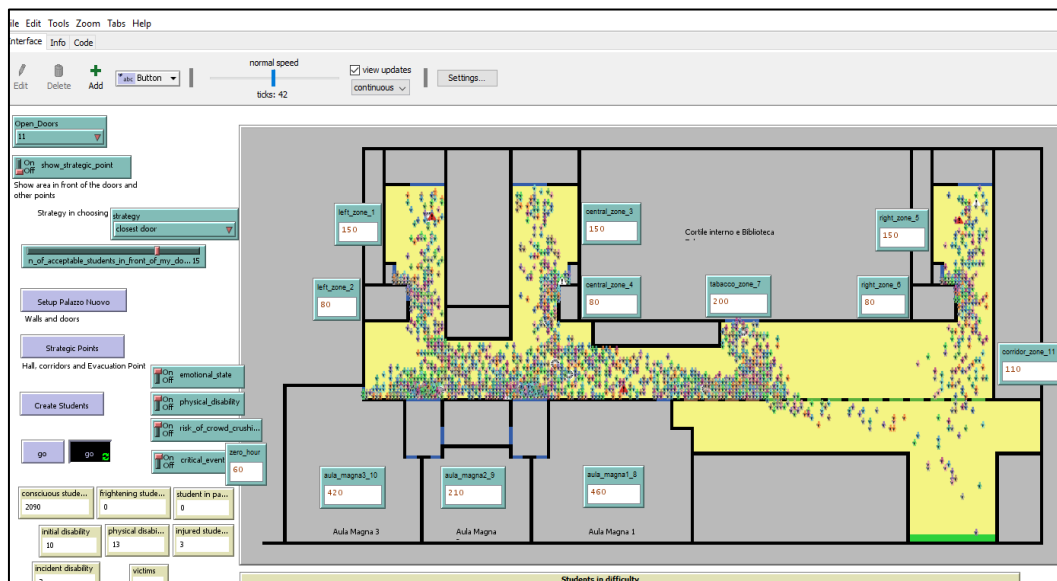 ile Edit Tools Zoom Tabs Help
nterface Info Code
normal speed
view updates
Edit Delete Add
abc Button
continuous
Settings...
ticks: 42
Open_Doors
11
On
Off
show_strategic_point
Show area in front of the doors and
other points
Strategy in choosing
strategy
closest door
n_of_acceptable_students_in_front_of_my_do... 15
Setup Palazzo Nuovo
Walls and doors
Strategic Points
Hall, corridors and Evacuation Point
On
Off
emotional_state
On
Off
physical_disability
Create Students
On
Off
risk_of_crowd_crushi...
go
go
On
Off
critical_event
zero_hour
60
consciuous stude...
2090
frightening stude...
0
student in pa...
0
initial disability
10
physical disabi...
13
injured stude...
3
incident disability
victims
left_zone_1
150
central_zone_3
150
Cortile interno e Biblioteca
right_zone_5
150
left_zone_2
80
central_zone_4
80
tabacco_zone_7
200
right_zone_6
80
corridor_zone_11
110
aula_magna3_10
420
aula_magna2_9
210
aula_magna1_8
460
Aula Magna 3
Aula Magna
Aula Magna 1
Students in difficulty